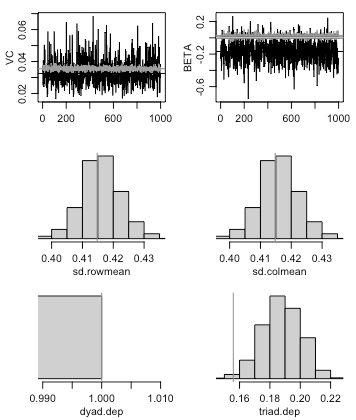 VC
0.02
0.04
0.06
0 200 600 1000
BETA
-0.6
-0.2
0.2
0 200 600 1000
0.40 0.41 0.42 0.43
sd.rowmean
0.40 0.41 0.42 0.43
sd.colmean
0.990 1.000 1.010
dyad.dep
0.16 0.18 0.20 0.22
triad.dep